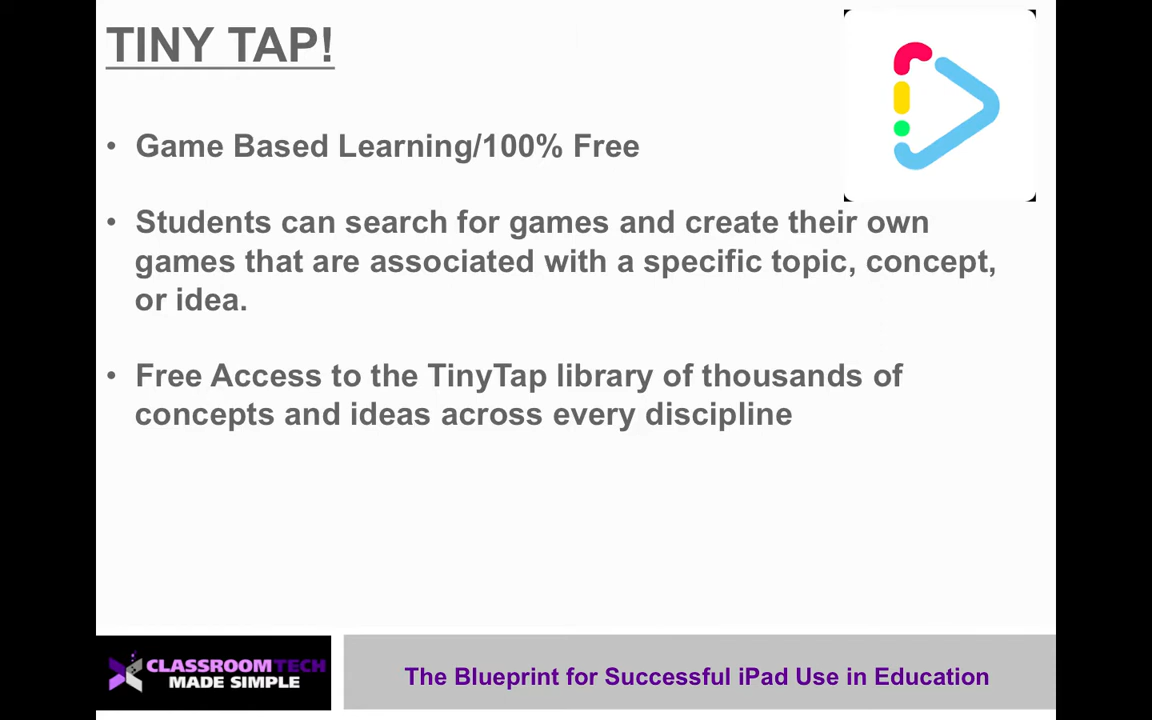 TINY TAP!
• Game Based Learning/100% Free
• Students can search for games and create their own
games that are associated with a specific topic, concept,
or idea.
• Free Access to the TinyTap library of thousands of
concepts and ideas across every discipline
CLASSROOMTECH
MADE SIMPLE
The Blueprint for Successful iPad Use in Education